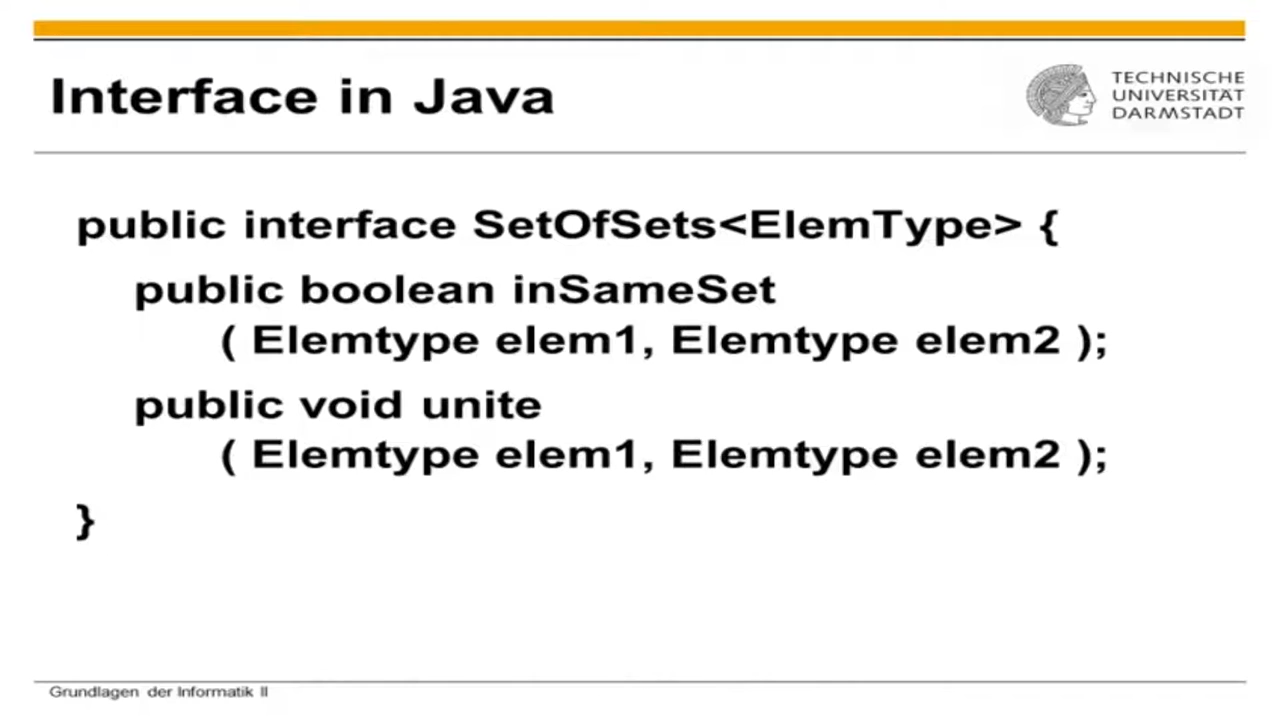 Interface in Java
TECHNISCHE
UNIVERSITÄT
DARMSTADT
public interface SetOfSets<ElemType> {
public boolean inSameSet
( Elemtype elem1, Elemtype elem2 );
public void unite
( Elemtype elem1, Elemtype elem2 );
}
Grundlagen der Informatik II